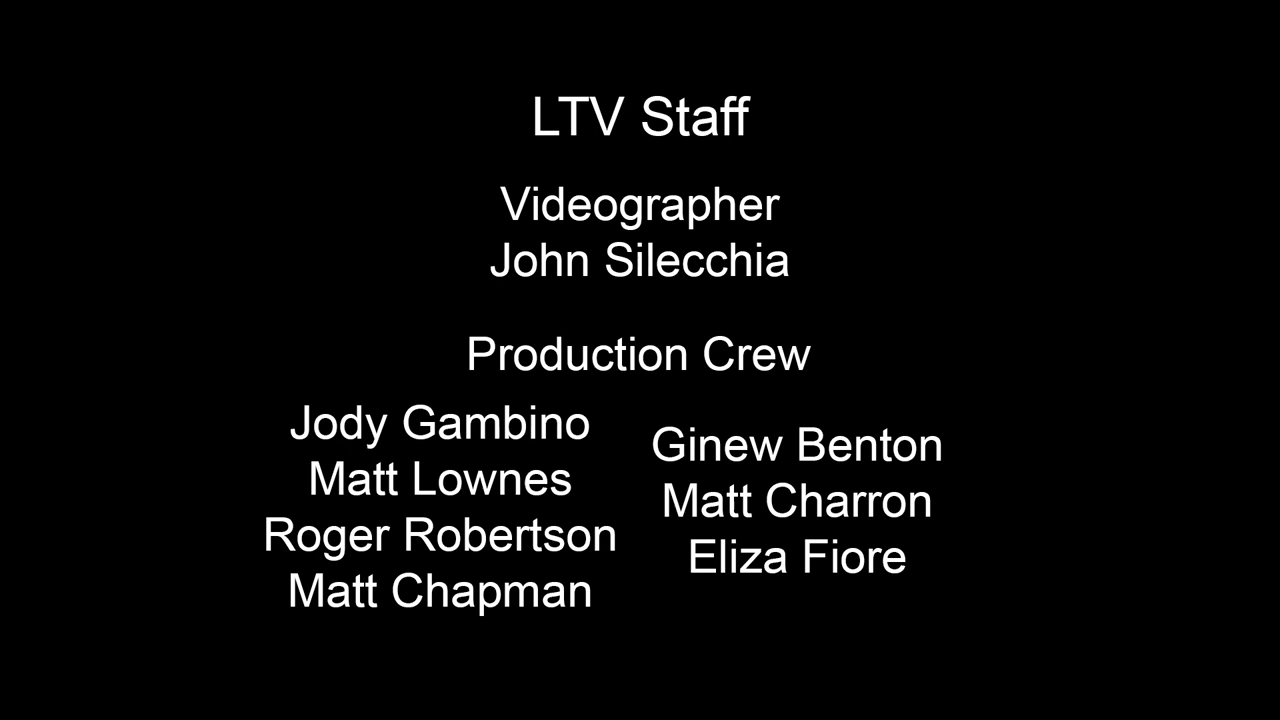 LTV Staff
Videographer
John Silecchia
Production Crew
Jody Gambino
Matt Lownes
Roger Robertson
Matt Chapman
Ginew Benton
Matt Charron
Eliza Fiore